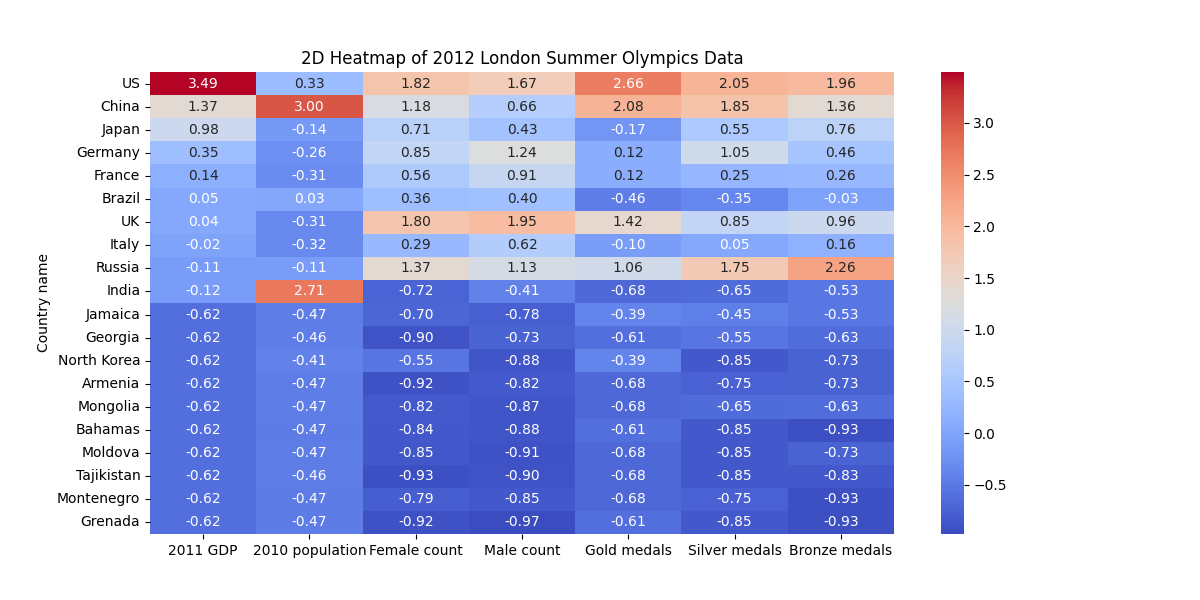 2D Heatmap of 2012 London Summer Olympics Data
Country name
US 3.49 0.33 1.82 1.67 2.66 2.05 1.96
China 1.37 3.00 1.18 0.66 2.08 1.85 1.36
Japan 0.98 -0.14 0.71 0.43 -0.17 0.55 0.76
Germany 0.35 -0.26 0.85 1.24 0.12 1.05 0.46
France 0.14 -0.31 0.56 0.91 0.12 0.25 0.26
Brazil 0.05 0.03 0.36 0.40 -0.46 -0.35 -0.03
UK 0.04 -0.31 1.80 1.95 1.42 0.85 0.96
Italy -0.02 -0.32 0.29 0.62 -0.10 0.05 0.16
Russia -0.11 -0.11 1.37 1.13 1.06 1.75 2.26
India -0.12 2.71 -0.72 -0.41 -0.68 -0.65 -0.53
Jamaica -0.62 -0.47 -0.70 -0.78 -0.39 -0.45 -0.53
Georgia -0.62 -0.46 -0.90 -0.73 -0.61 -0.55 -0.63
North Korea -0.62 -0.41 -0.55 -0.88 -0.39 -0.85 -0.73
Armenia -0.62 -0.47 -0.92 -0.82 -0.68 -0.75 -0.73
Mongolia -0.62 -0.47 -0.82 -0.87 -0.68 -0.65 -0.63
Bahamas -0.62 -0.47 -0.84 -0.88 -0.61 -0.85 -0.93
Moldova -0.62 -0.47 -0.85 -0.91 -0.68 -0.85 -0.73
Tajikistan -0.62 -0.46 -0.93 -0.90 -0.68 -0.85 -0.83
Montenegro -0.62 -0.47 -0.79 -0.85 -0.68 -0.75 -0.93
Grenada -0.62 -0.47 -0.92 -0.97 -0.61 -0.85 -0.93
2011 GDP 2010 population Female count Male count Gold medals Silver medals Bronze medals
3.0
2.5
2.0
1.5
1.0
0.5
0.0
−0.5